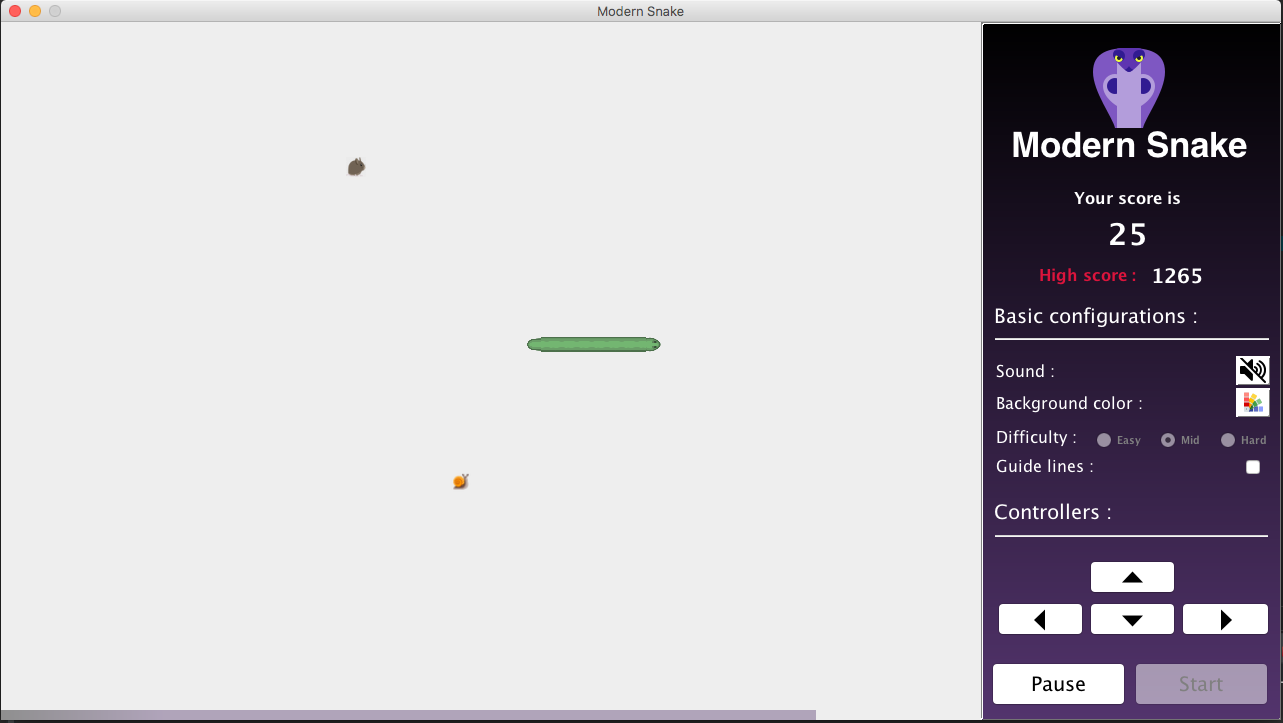 Modern Snake
Modern Snake
Your score is
25
High score : 1265
Basic configurations :
Sound :
Background color :
Difficulty : Easy Mid Hard
Guide lines :
Controllers :
Pause Start